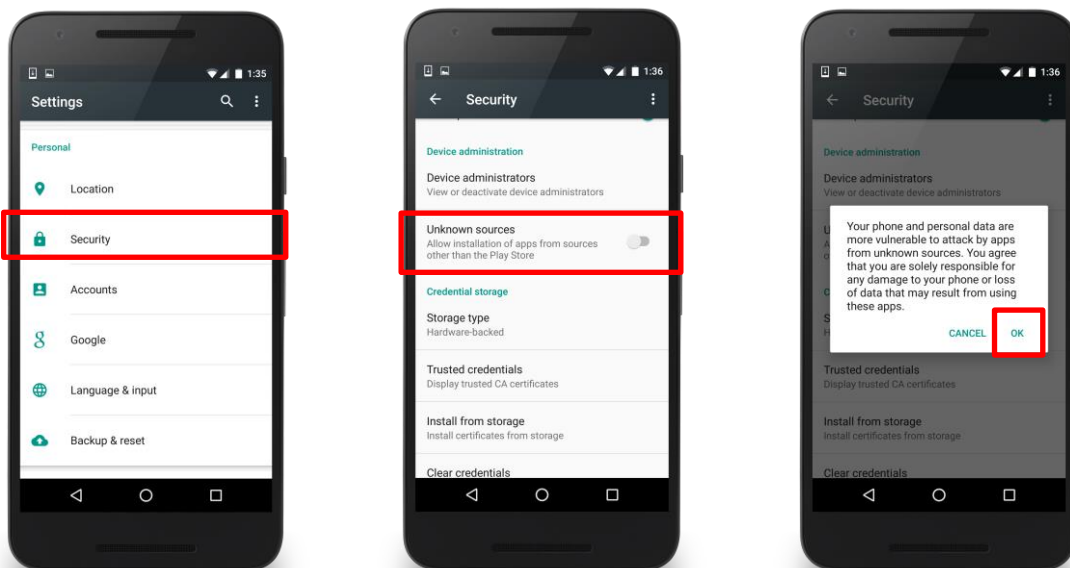 1:35
Settings
Personal
Location
Security
Accounts
Google
Language & input
Backup & reset
1:36
Security
Device administration
Device administrators
View or deactivate device administrators
Unknown sources
Allow installation of apps from sources
other than the Play Store
Credential storage
Storage type
Hardware-backed
Trusted credentials
Display trusted CA certificates
Install from storage
Install certificates from storage
Clear credentials
1:36
Security
Device administration
Device administrators
View or deactivate device administrators
Your phone and personal data are
more vulnerable to attack by apps
from unknown sources. You agree
that you are solely responsible for
any damage to your phone or loss
of data that may result from using
these apps.
CANCEL OK
Trusted credentials
Display trusted CA certificates
Install from storage
Install certificates from storage
Clear credentials